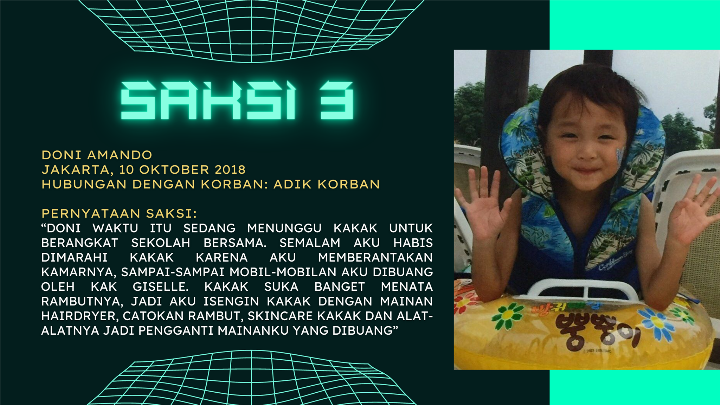 SAKSI 3
DONI AMANDO
JAKARTA, 10 OKTOBER 2018
HUBUNGAN DENGAN KORBAN: ADIK KORBAN
PERNYATAAN SAKSI:
“DONI WAKTU ITU SEDANG MENUNGGU KAKAK UNTUK
BERANGKAT SEKOLAH BERSAMA. SEMALAM AKU HABIS
DIMARAHI KAKAK KARENA AKU MEMBERANTAKAN
KAMARNYA, SAMPAI-SAMPAI MOBIL-MOBILAN AKU DIBUANG
OLEH KAK GISELLE. KAKAK SUKA BANGET MENATA
RAMBUTNYA, JADI AKU ISENGIN KAKAK DENGAN MAINAN
HAIRDRYER, CATOKAN RAMBUT, SKINCARE KAKAK DAN ALAT-
ALATNYA JADI PENGGANTI MAINANKU YANG DIBUANG”
뿅뿅이